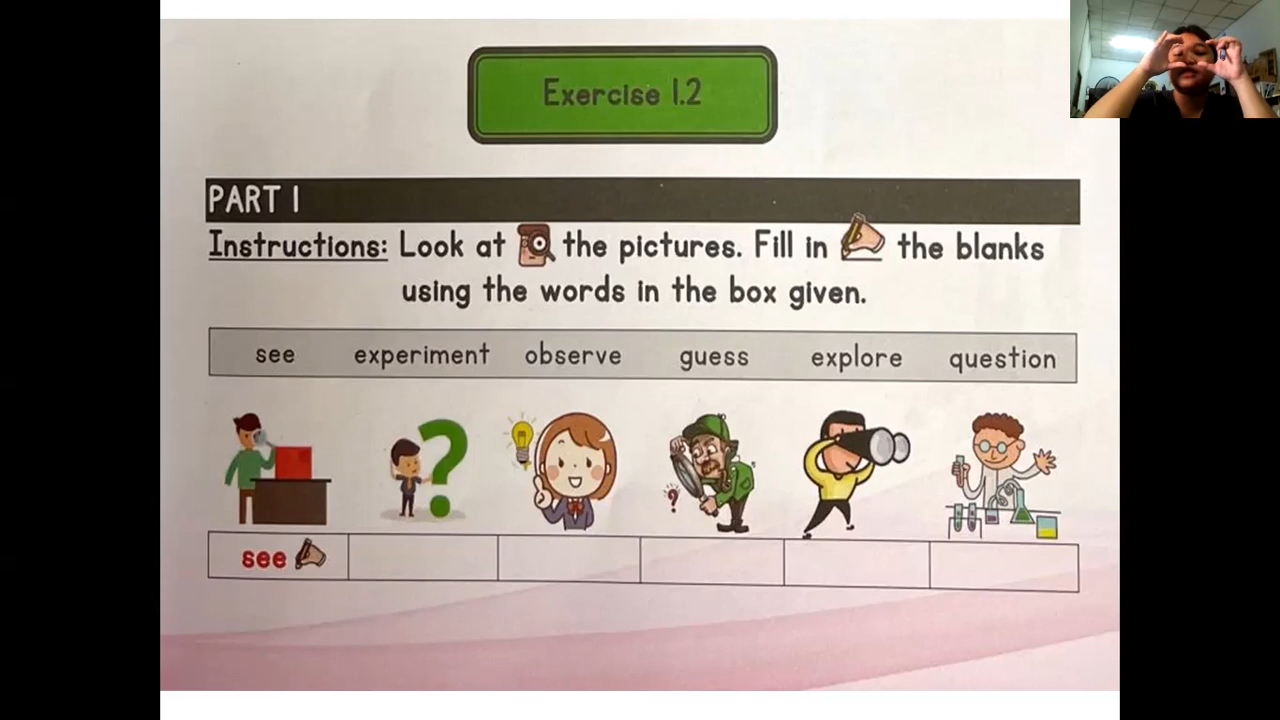 Exercise 1.2
PART 1
Instructions: Look at the pictures. Fill in the blanks
using the words in the box given.
see experiment observe guess explore question
see